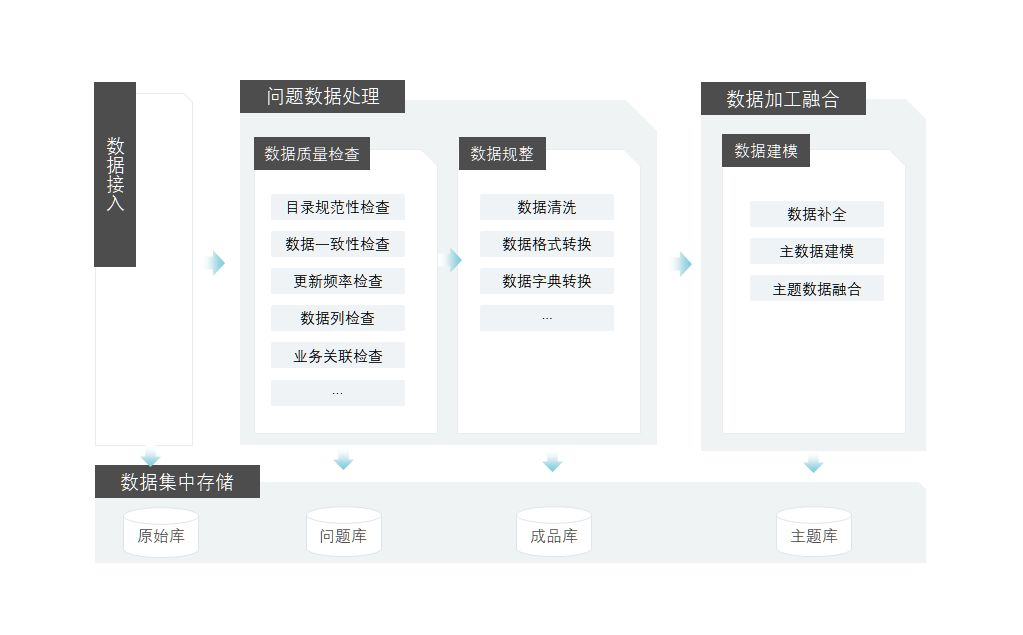 数据接入
问题数据处理
数据质量检查
目录规范性检查
数据一致性检查
更新频率检查
数据列检查
业务关联检查
...
数据规整
数据清洗
数据格式转换
数据字典转换
...
数据加工融合
数据建模
数据补全
主数据建模
主题数据融合
数据集中存储
原始库
问题库
成品库
主题库